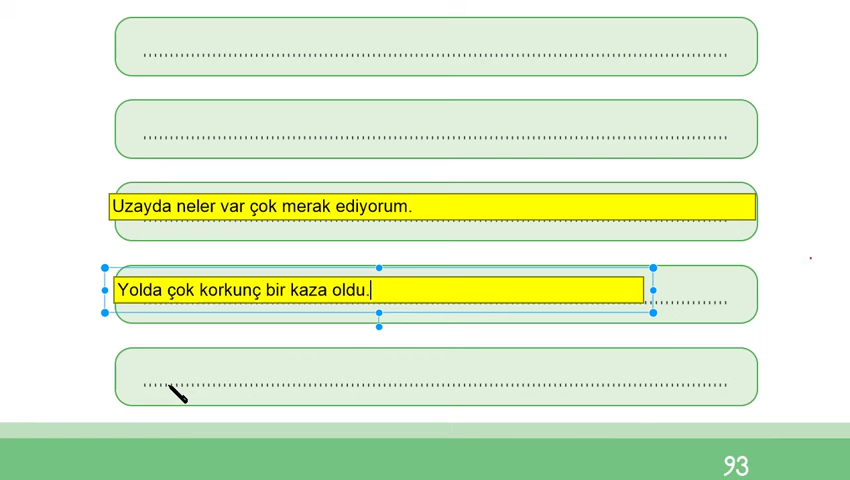 Uzayda neler var çok merak ediyorum.
Yolda çok korkunç bir kaza oldu.
93